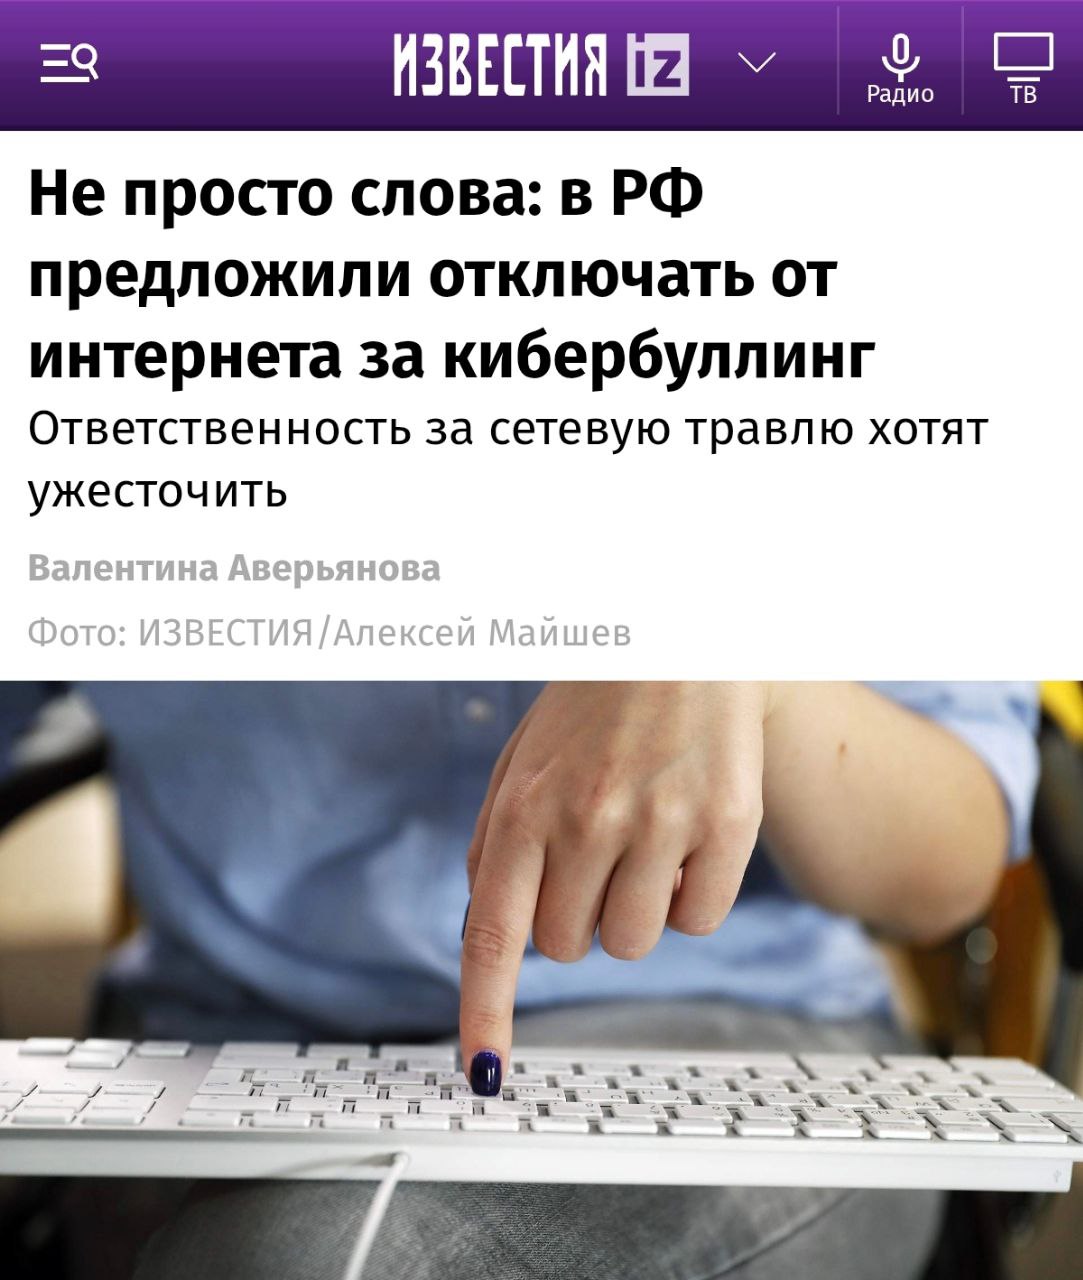 ИЗВЕСТИЯ iz
Радио
ТВ
Не просто слова: в РФ
предложили отключать от
интернета за кибербуллинг
Ответственность за сетевую травлю хотят
ужесточить
Валентина Аверьянова
Фото: ИЗВЕСТИЯ/Алексей Майшев